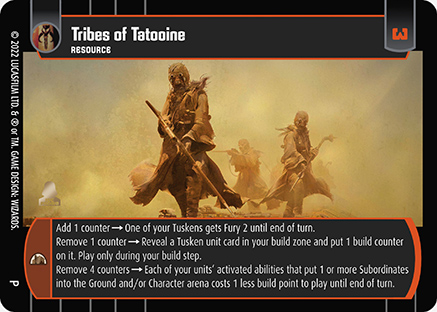 Tribes of Tatooine
RESOURCE
© 2022 LUCASFILM LTD. & ® or TM. GAME DESIGN: WIZARDS.
P
Add 1 counter → One of your Tuskens gets Fury 2 until end of turn.
Remove 1 counter → Reveal a Tusken unit card in your build zone and put 1 build counter
on it. Play only during your build step.
Remove 4 counters → Each of your units' activated abilities that put 1 or more Subordinates
into the Ground and/or Character arena costs 1 less build point to play until end of turn.